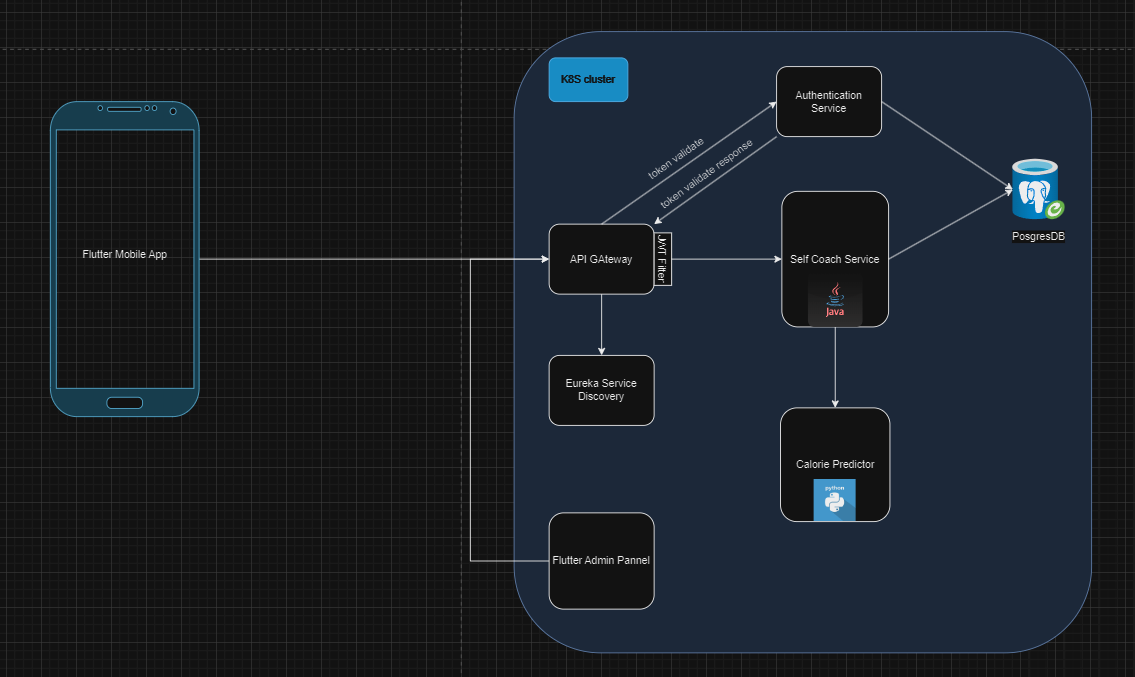 K8S cluster
Authentication
Service
token validate
token validate response
PosgresDB
Flutter Mobile App
API GAteway
JWT Filter
Self Coach Service
Java
Eureka Service
Discovery
Calorie Predictor
python
Flutter Admin Pannel